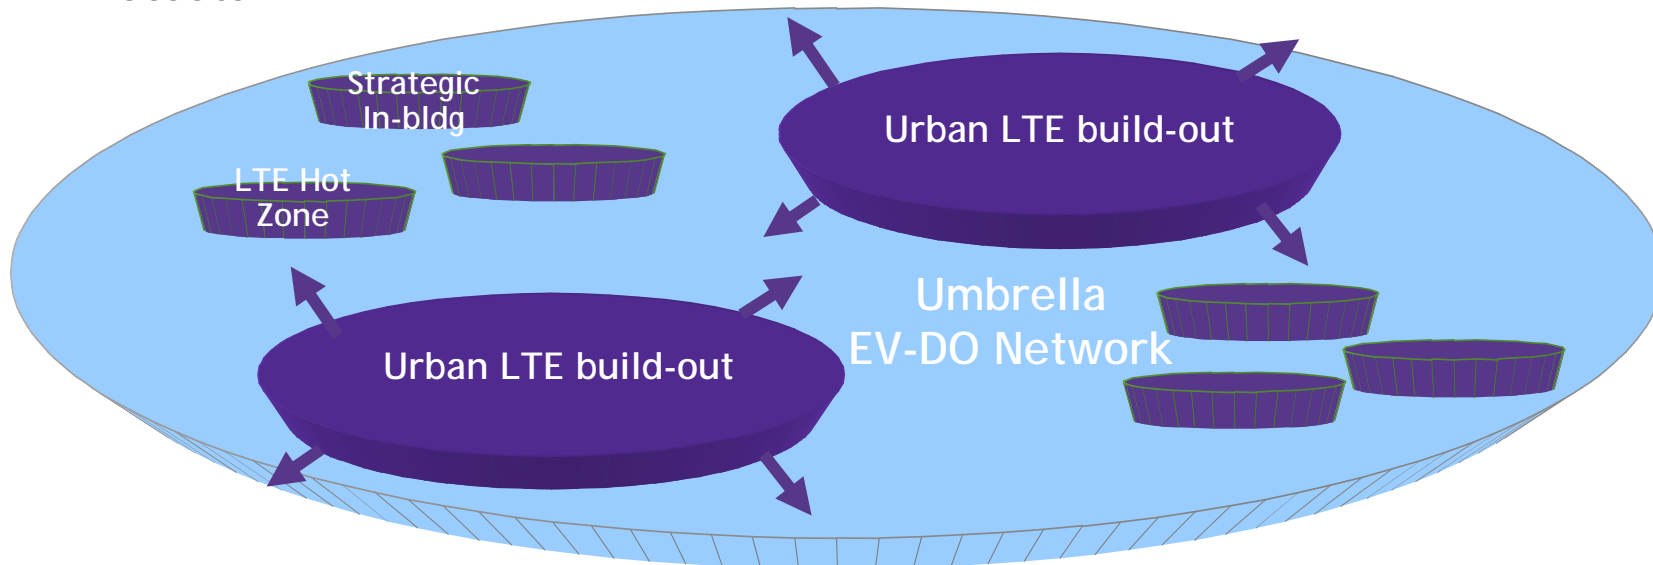 Strategic
In-bldg
Urban LTE build-out
LTE Hot
Zone
Umbrella
EV-DO Network
Urban LTE build-out